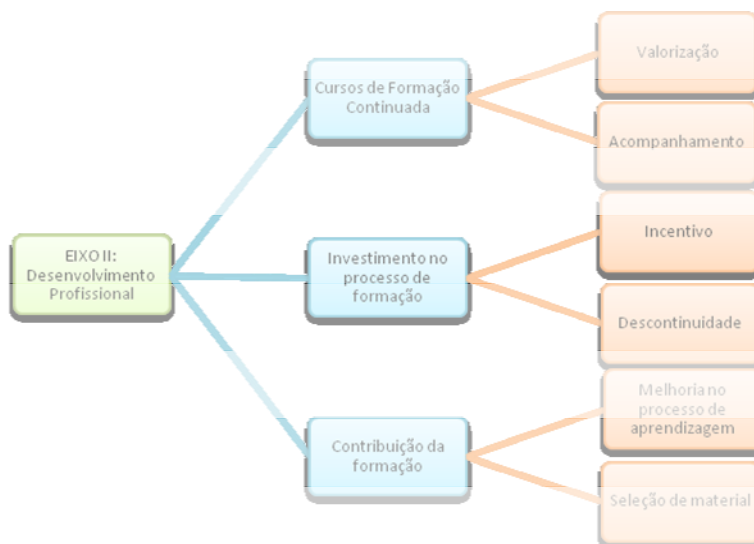 Valorização
Cursos de Formação
Continuada
Acompanhamento
EIXO II:
Desenvolvimento
Profissional
Investimento no
processo de
formação
Incentivo
Descontinuidade
Contribuição da
formação
Melhoria no
processo de
aprendizagem
Seleção de material